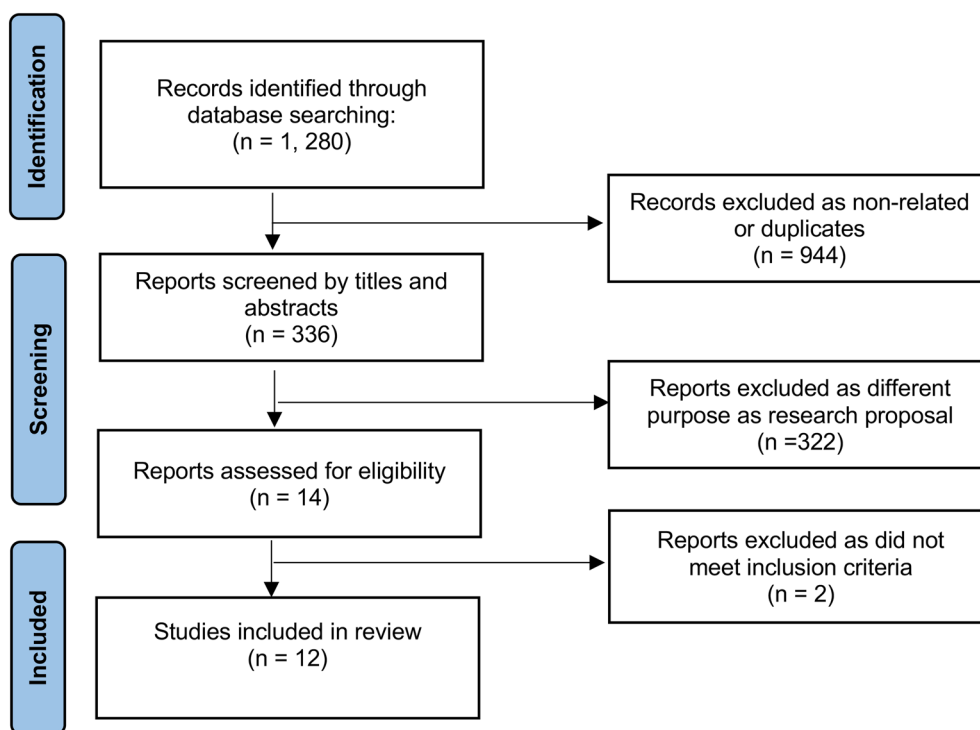 Identification
Records identified through
database searching:
(n = 1, 280)
Records excluded as non-related
or duplicates
(n = 944)
Screening
Reports screened by titles and
abstracts
(n = 336)
Reports excluded as different
purpose as research proposal
(n =322)
Reports assessed for eligibility
(n = 14)
Reports excluded as did not
meet inclusion criteria
(n = 2)
Included
Studies included in review
(n = 12)